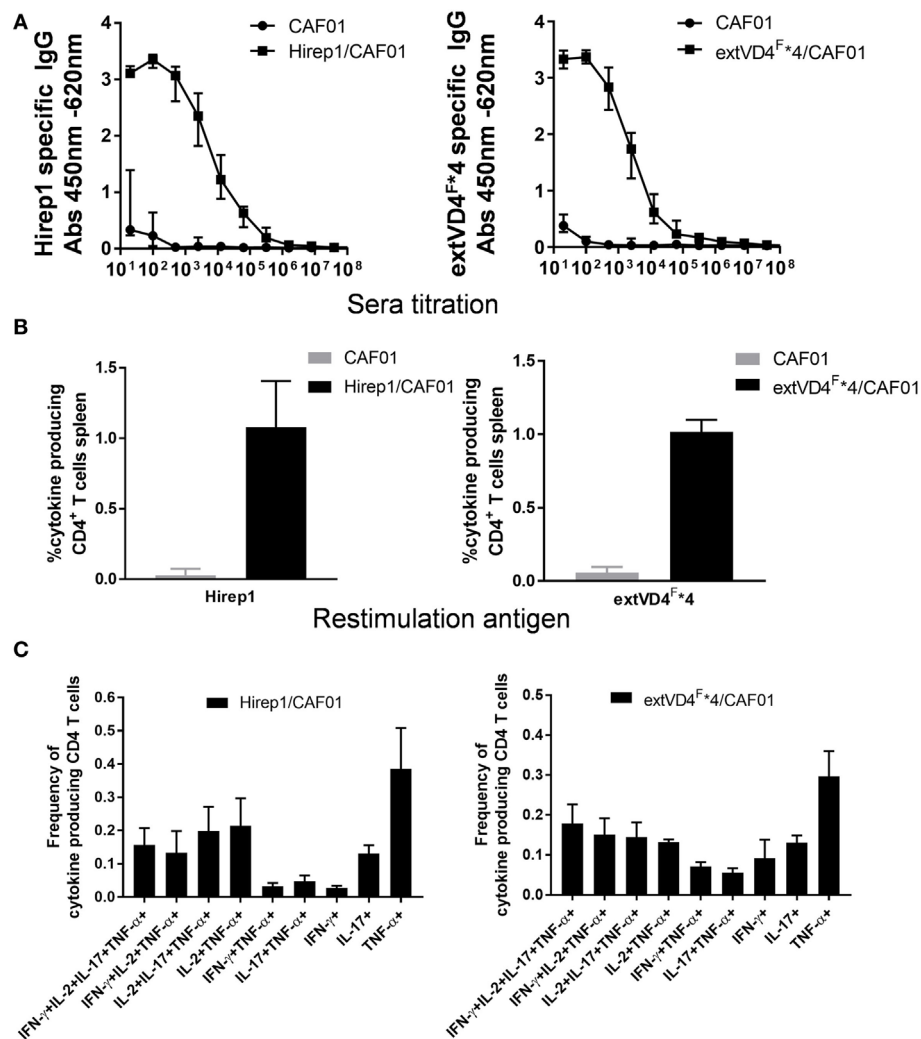 A
CAF01
Hirep1/CAF01
Hirep1 specific IgG
Abs 450nm -620nm
4
3
2
1
0
10¹ 10² 10³ 10⁴ 10⁵ 10⁶ 10⁷ 10⁸
CAF01
extVD4ᶠ*4/CAF01
extVD4ᶠ*4 specific IgG
Abs 450nm -620nm
4
3
2
1
0
10¹ 10² 10³ 10⁴ 10⁵ 10⁶ 10⁷ 10⁸
Sera titration
B
CAF01
Hirep1/CAF01
%cytokine producing
CD4⁺ T cells spleen
1.5
1.0
0.5
0.0
Hirep1
CAF01
extVD4ᶠ*4/CAF01
%cytokine producing
CD4⁺ T cells spleen
1.5
1.0
0.5
0.0
extVD4ᶠ*4
Restimulation antigen
C
Hirep1/CAF01
Frequency of
cytokine producing CD4 T cells
0.6
0.5
0.4
0.3
0.2
0.1
0.0
IFN-γ+IL-2+IL-17+TNF-α+
IFN-γ+IL-2+TNF-α+
IL-2+IL-17+TNF-α+
IL-2+TNF-α+
IFN-γ+TNF-α+
IL-17+TNF-α+
IFN-γ+
IL-17+
TNF-α+
extVD4ᶠ*4/CAF01
Frequency of
cytokine producing CD4 T cells
0.5
0.4
0.3
0.2
0.1
0.0
IFN-γ+IL-2+IL-17+TNF-α+
IFN-γ+IL-2+TNF-α+
IL-2+IL-17+TNF-α+
IL-2+TNF-α+
IFN-γ+TNF-α+
IL-17+TNF-α+
IFN-γ+
IL-17+
TNF-α+